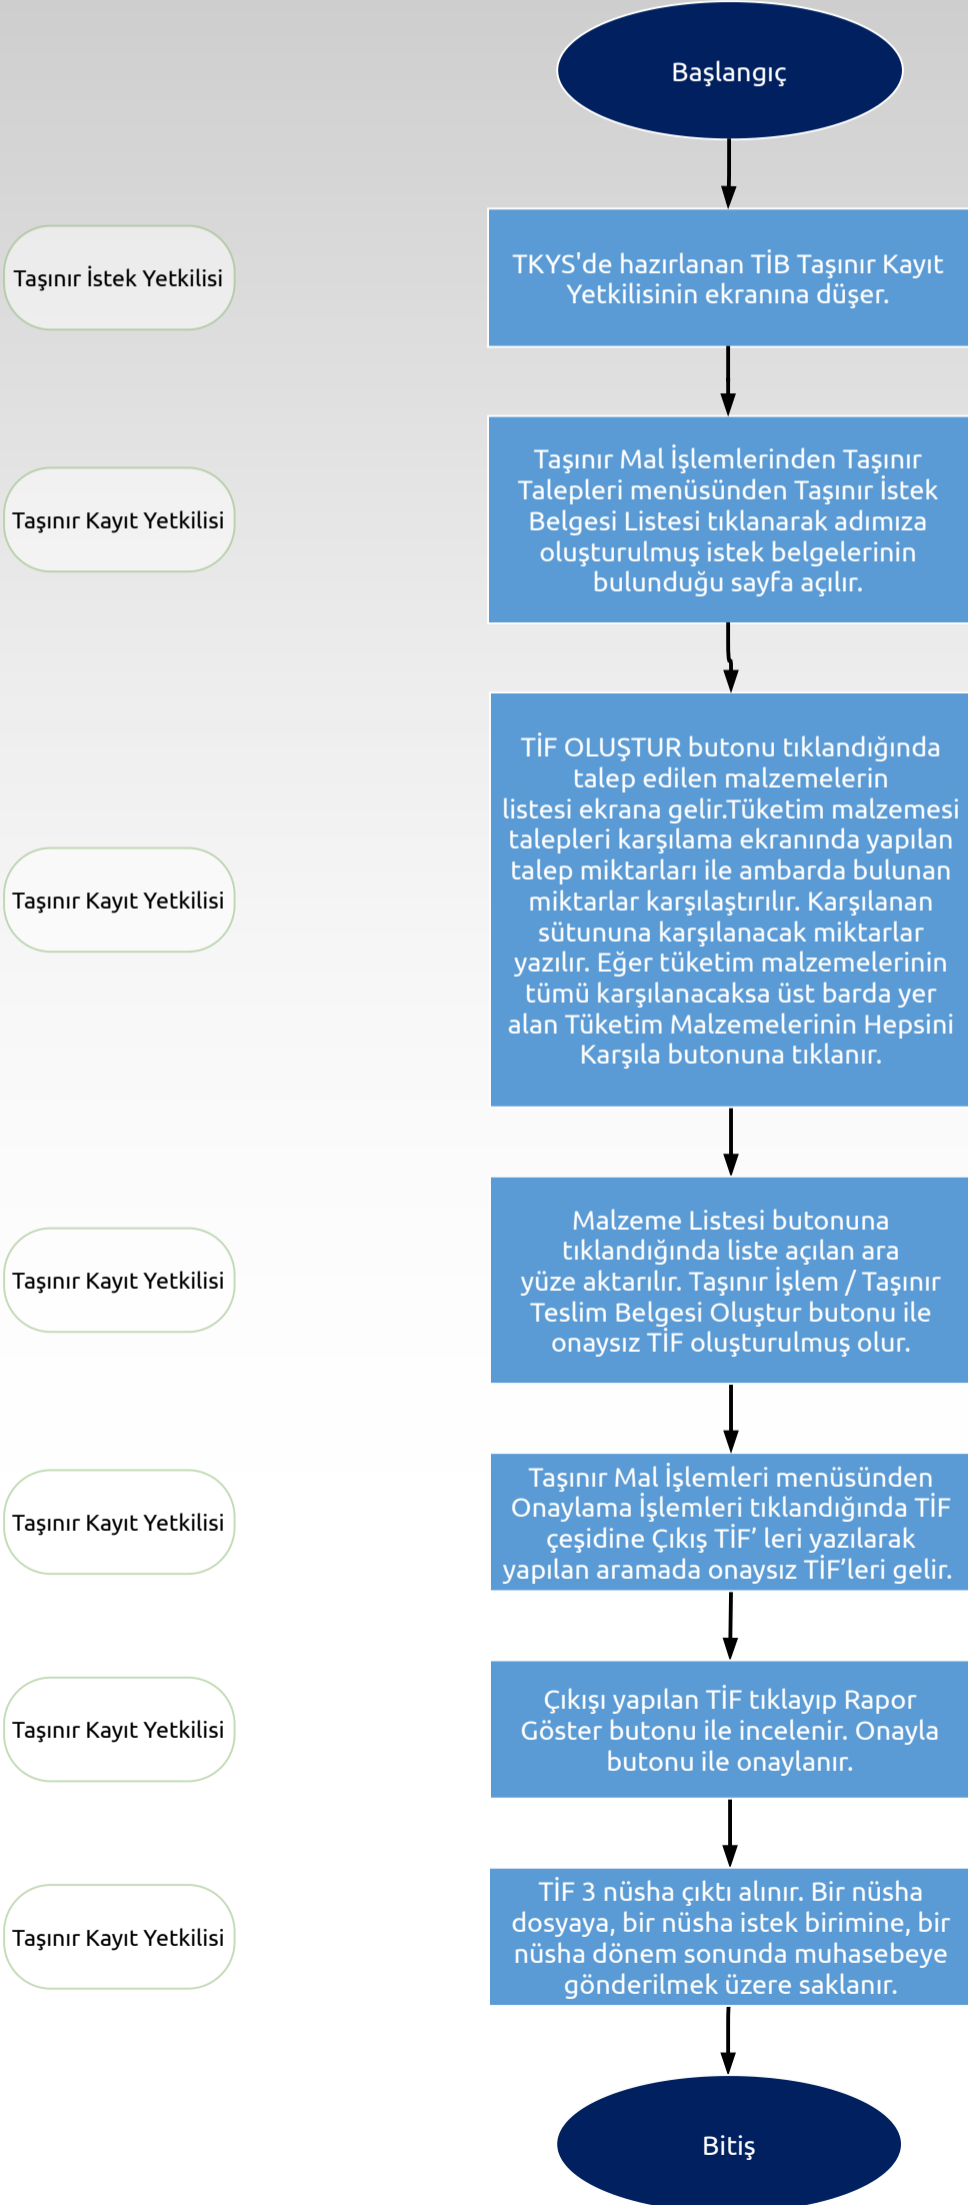 Başlangıç
Taşınır İstek Yetkilisi
TKYS'de hazırlanan TİB Taşınır Kayıt
Yetkilisinin ekranına düşer.
Taşınır Kayıt Yetkilisi
Taşınır Mal İşlemlerinden Taşınır
Talepleri menüsünden Taşınır İstek
Belgesi Listesi tıklanarak adımıza
oluşturulmuş istek belgelerinin
bulunduğu sayfa açılır.
Taşınır Kayıt Yetkilisi
TİF OLUŞTUR butonu tıklandığında
talep edilen malzemelerin
listesi ekrana gelir.Tüketim malzemesi
talepleri karşılama ekranında yapılan
talep miktarları ile ambarda bulunan
miktarlar karşılaştırılır. Karşılanan
sütununa karşılanacak miktarlar
yazılır. Eğer tüketim malzemelerinin
tümü karşılanacaksa üst barda yer
alan Tüketim Malzemelerinin Hepsini
Karşıla butonuna tıklanır.
Taşınır Kayıt Yetkilisi
Malzeme Listesi butonuna
tıklandığında liste açılan ara
yüze aktarılır. Taşınır İşlem / Taşınır
Teslim Belgesi Oluştur butonu ile
onaysız TİF oluşturulmuş olur.
Taşınır Kayıt Yetkilisi
Taşınır Mal İşlemleri menüsünden
Onaylama İşlemleri tıklandığında TİF
çeşidine Çıkış TİF’ leri yazılarak
yapılan aramada onaysız TİF’leri gelir.
Taşınır Kayıt Yetkilisi
Çıkışı yapılan TİF tıklayıp Rapor
Göster butonu ile incelenir. Onayla
butonu ile onaylanır.
Taşınır Kayıt Yetkilisi
TİF 3 nüsha çıktı alınır. Bir nüsha
dosyaya, bir nüsha istek birimine, bir
nüsha dönem sonunda muhasebeye
gönderilmek üzere saklanır.
Bitiş